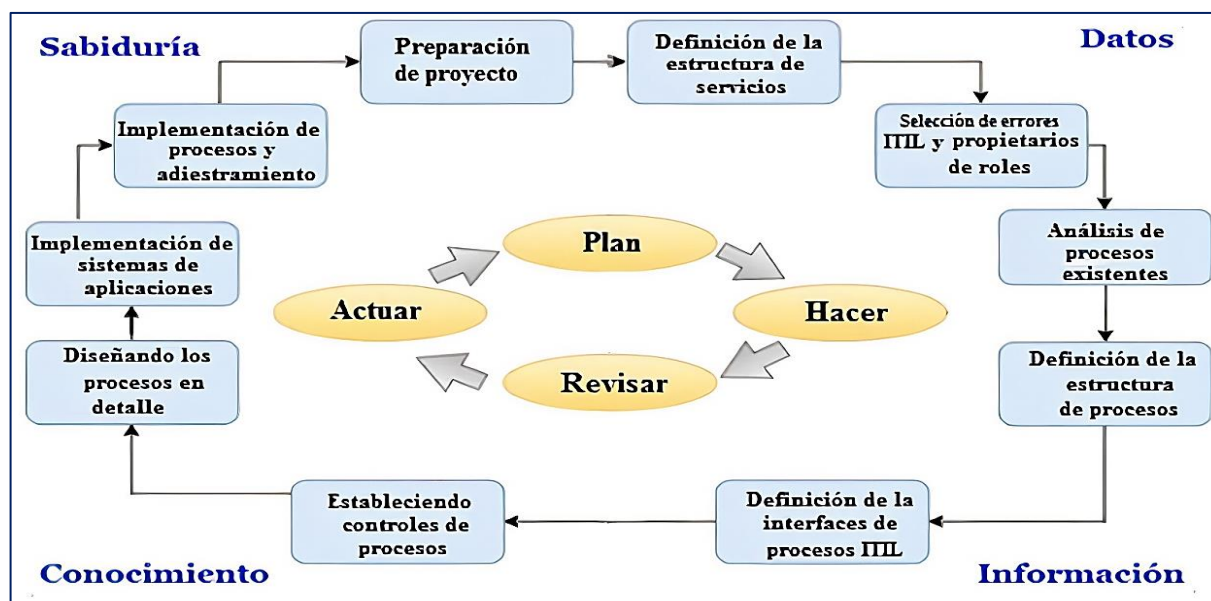 Sabiduría
Datos
Preparación
de proyecto
Definición de la
estructura de
servicios
Selección de errores
ITIL y propietarios
de roles
Análisis de
procesos
existentes
Definición de la
estructura
de procesos
Definición de la
interfaces de
procesos ITIL
Estableciendo
controles de
procesos
Diseñando los
procesos en
detalle
Implementación de
sistemas de
aplicaciones
Implementación de
procesos y
adiestramiento
Plan
Hacer
Revisar
Actuar
Conocimiento
Información